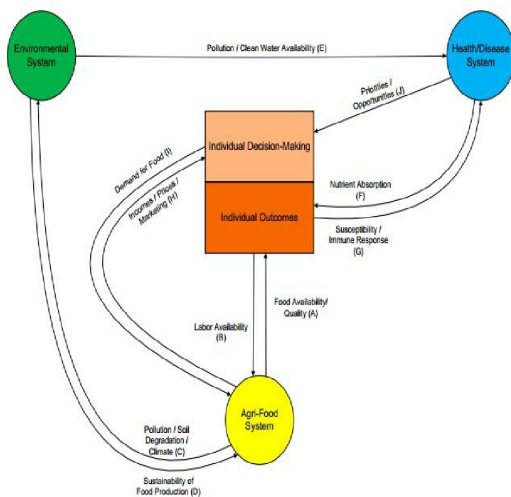 Pollution / Clean Water Availability (E)
Environmental
System
Health/Disease
System
Priorities /
Opportunities (J)
Individual Decision-Making
Demand for Food (I)
Incomes / Prices /
Marketing (H)
Nutrient Absorption
(F)
Individual Outcomes
Susceptibility /
Immune Response
(G)
Food Availability/
Quality (A)
Labor Availability
(B)
Agri-Food
System
Pollution / Soil
Degradation /
Climate (C)
Sustainability of
Food Production (D)